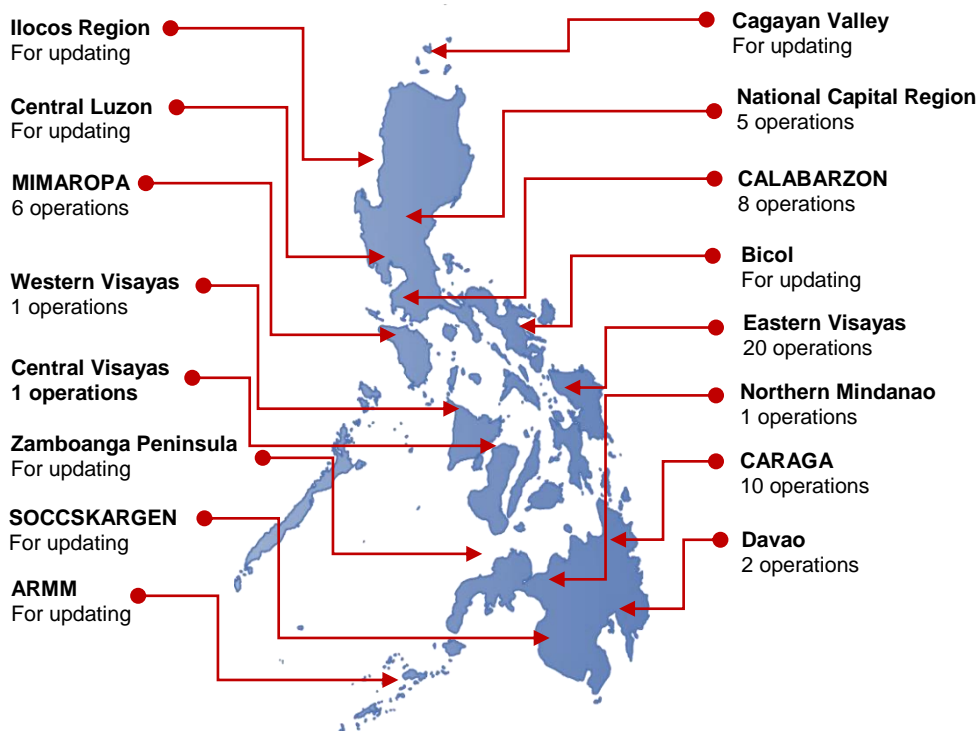 Ilocos Region
For updating
Central Luzon
For updating
MIMAROPA
6 operations
Western Visayas
1 operations
Central Visayas
1 operations
Zamboanga Peninsula
For updating
SOCCSKARGEN
For updating
ARMM
For updating
Cagayan Valley
For updating
National Capital Region
5 operations
CALABARZON
8 operations
Bicol
For updating
Eastern Visayas
20 operations
Northern Mindanao
1 operations
CARAGA
10 operations
Davao
2 operations